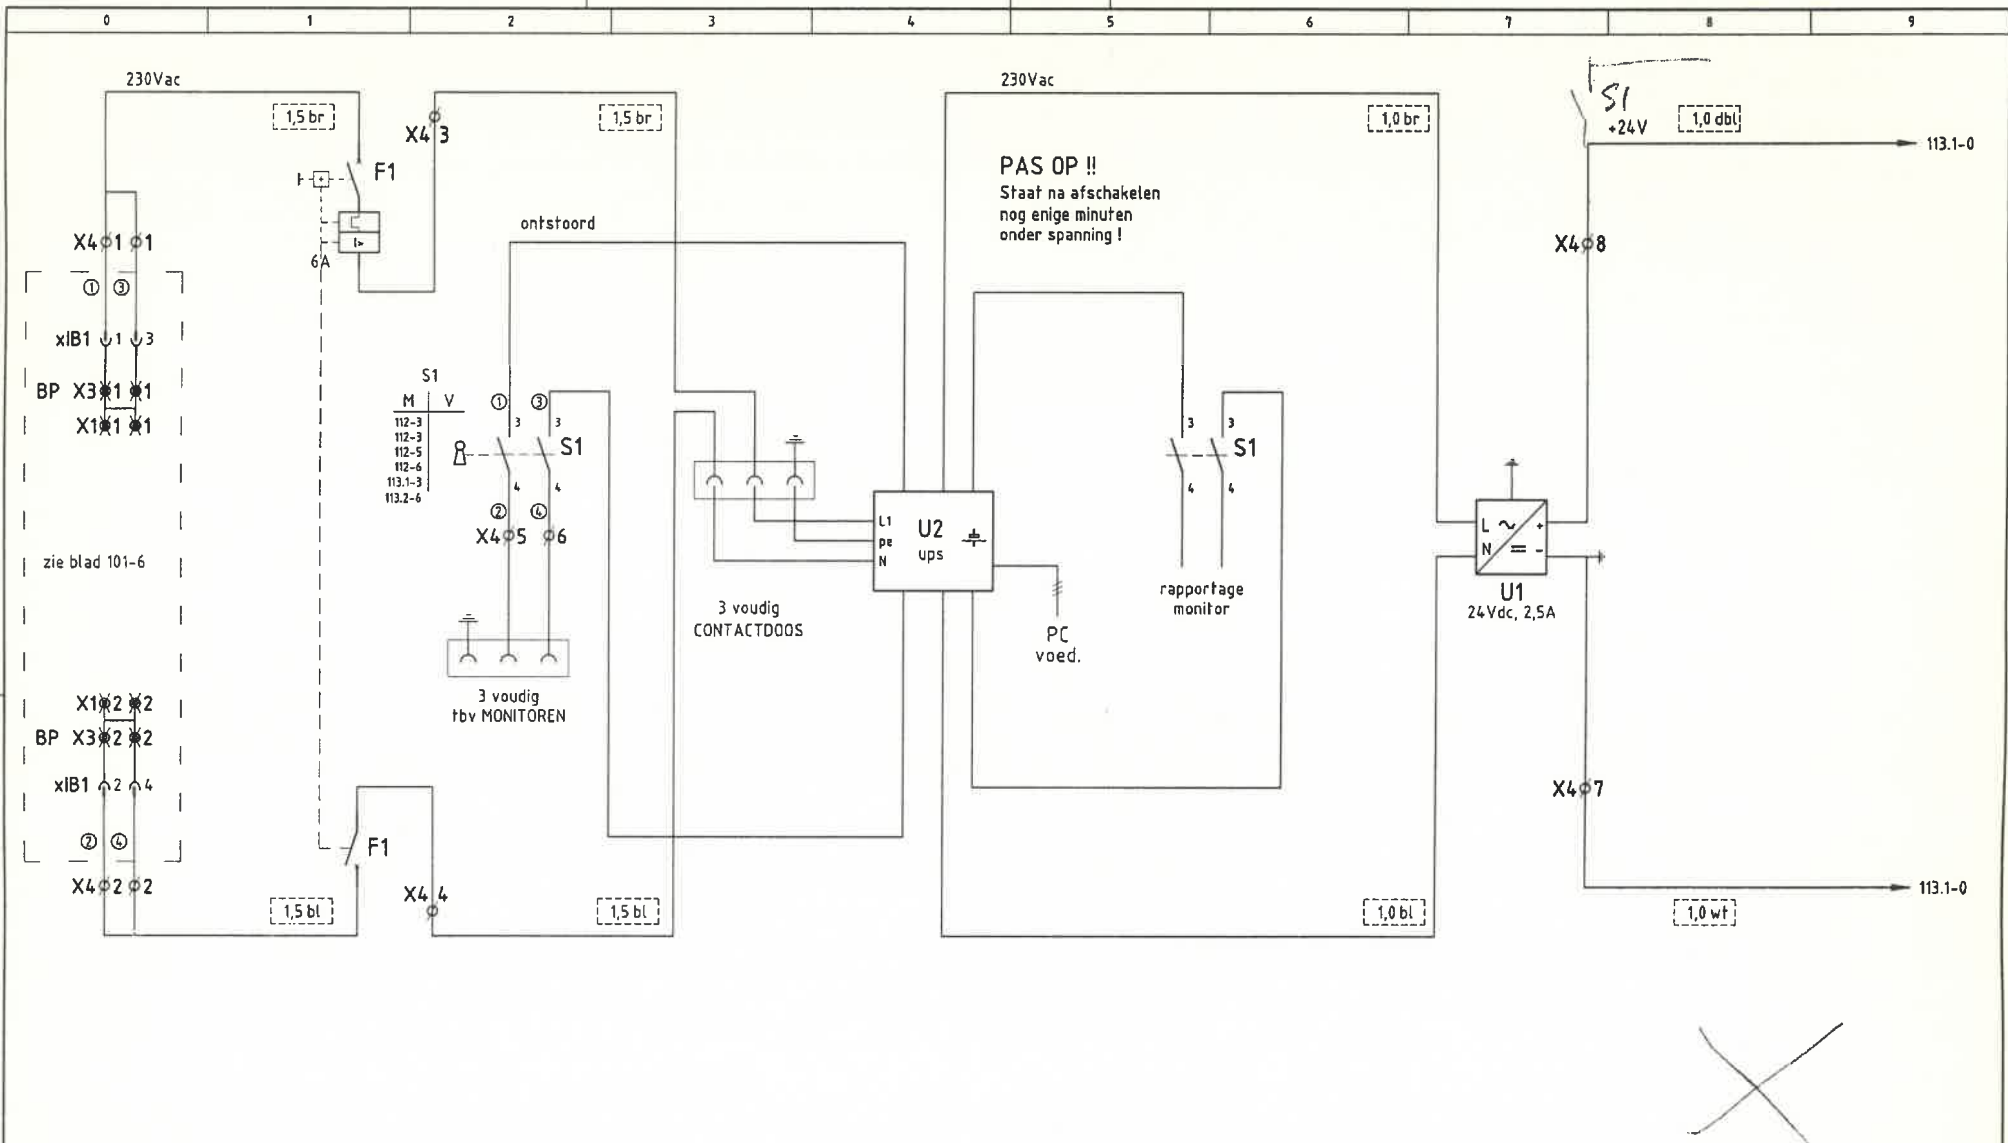 0 1 2 3 4 5 6 7 8 9
230Vac
1,5 br
X4 3
1,5 br
230Vac
1,0 br
S1
+24V
1,0 dbl
113.1-0
F1
6A
I>
ontstoord
PAS OP !!
Staat na afschakelen
nog enige minuten
onder spanning !
X4 1 1
X4 8
1 3
xIB1 1 3
BP X3 1 1
X1 1 1
S1
M V
112-3
112-3
112-5
112-6
113.1-3
113.2-6
1 3
3 3
S1
4 4
2 4
X4 5 6
3 3
S1
4 4
L1
pe
N
U2
ups
L
N
+
-
U1
24Vdc, 2,5A
zie blad 101-6
3 voudig
CONTACTDOOS
PC
voed.
rapportage
monitor
3 voudig
tbv MONITOREN
X1 2 2
BP X3 2 2
xIB1 2 4
2 4
X4 2 2
F1
X4 7
X4 4
1,5 bl
1,5 bl
1,0 bl
1,0 wt
113.1-0